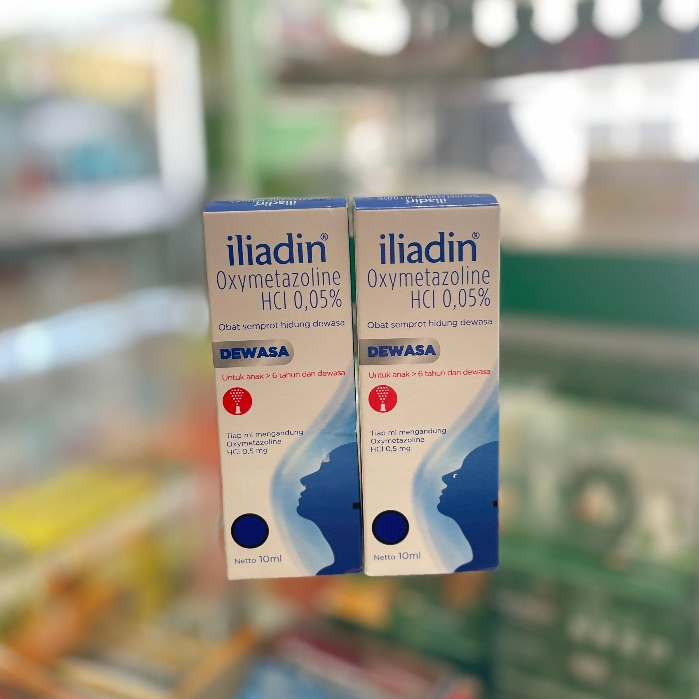 iliadin
iliadin®
Oxymetazoline
HCl 0,05%
Obat semprot hidung dewasa
DEWASA
Untuk anak > 6 tahun dan dewasa
Tiap ml mengandung
Oxymetazoline
HCl 0,5 mg
Netto 10ml
iliadin
iliadin®
Oxymetazoline
HCl 0,05%
Obat semprot hidung dewasa
DEWASA
Untuk anak > 6 tahun dan dewasa
Tiap ml mengandung
Oxymetazoline
HCl 0,5 mg
Netto 10ml